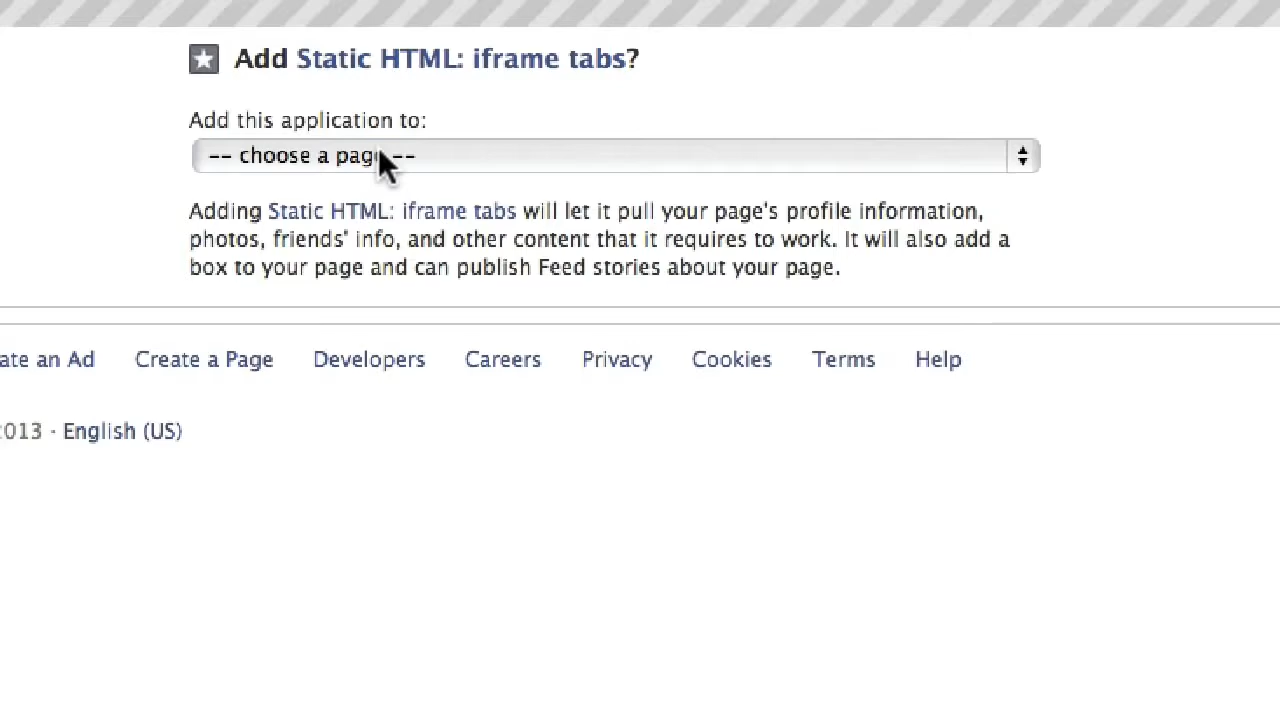 Add Static HTML: iframe tabs?
Add this application to:
-- choose a page --
Adding Static HTML: iframe tabs will let it pull your page's profile information,
photos, friends' info, and other content that it requires to work. It will also add a
box to your page and can publish Feed stories about your page.
ate an Ad Create a Page Developers Careers Privacy Cookies Terms Help
2013 · English (US)